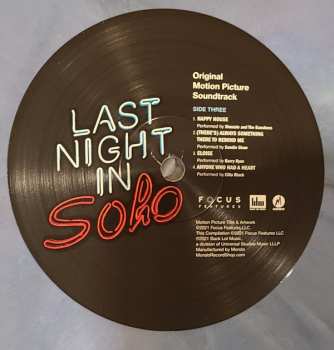 LAST
NIGHT
IN
SoHo
Original
Motion Picture
Soundtrack
SIDE THREE
1. HAPPY HOUSE
Performed by Siouxsie and The Banshees
2. (THERE'S) ALWAYS SOMETHING
THERE TO REMIND ME
Performed by Sandie Shaw
3. ELOISE
Performed by Barry Ryan
4. ANYONE WHO HAD A HEART
Performed by Cilla Black
FOCUS
FEATURES
film4
Motion Picture Title & Artwork
©2021 Focus Features LLC.
This Compilation ©2021 Focus Features LLC.
©2021 Back Lot Music,
a division of Universal Studios Music LLLP
Manufactured by Mondo
MondoRecordShop.com